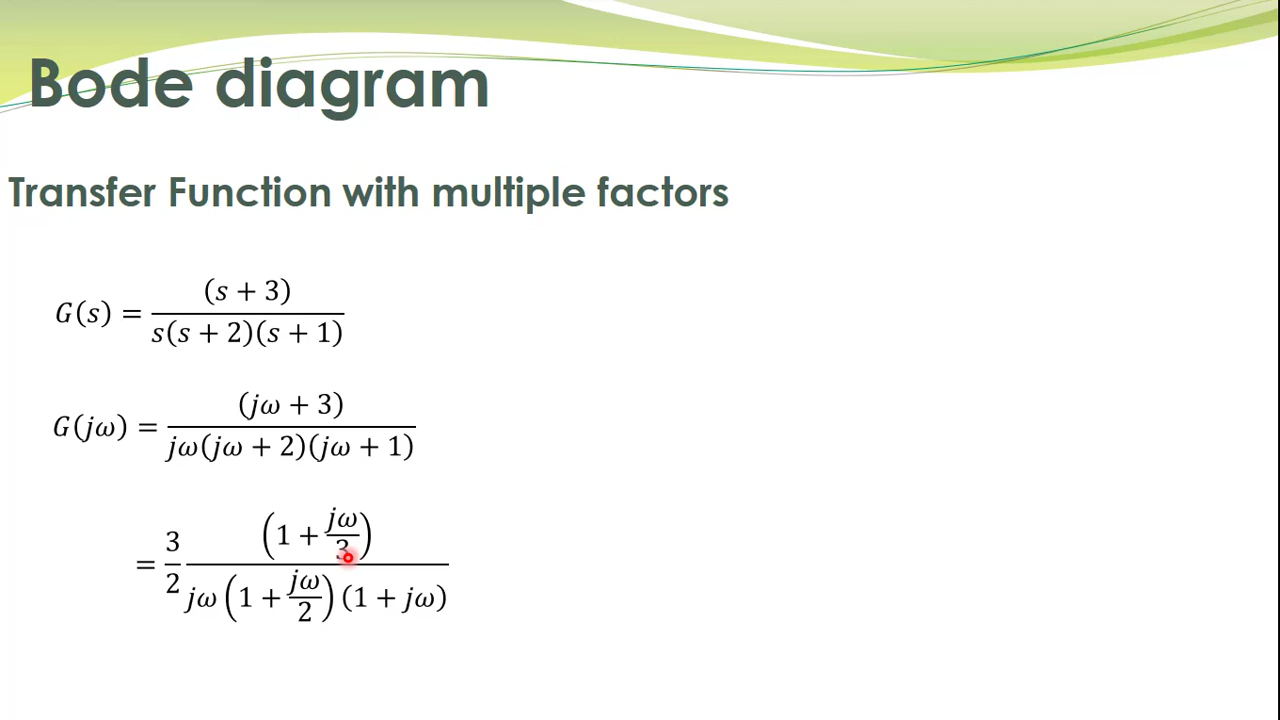 Bode diagram
Transfer Function with multiple factors
G(s) = (s + 3) / s(s + 2)(s + 1)
G(jω) = (jω + 3) / jω(jω + 2)(jω + 1)
= 3/2 (1 + jω/3) / jω(1 + jω/2)(1 + jω)